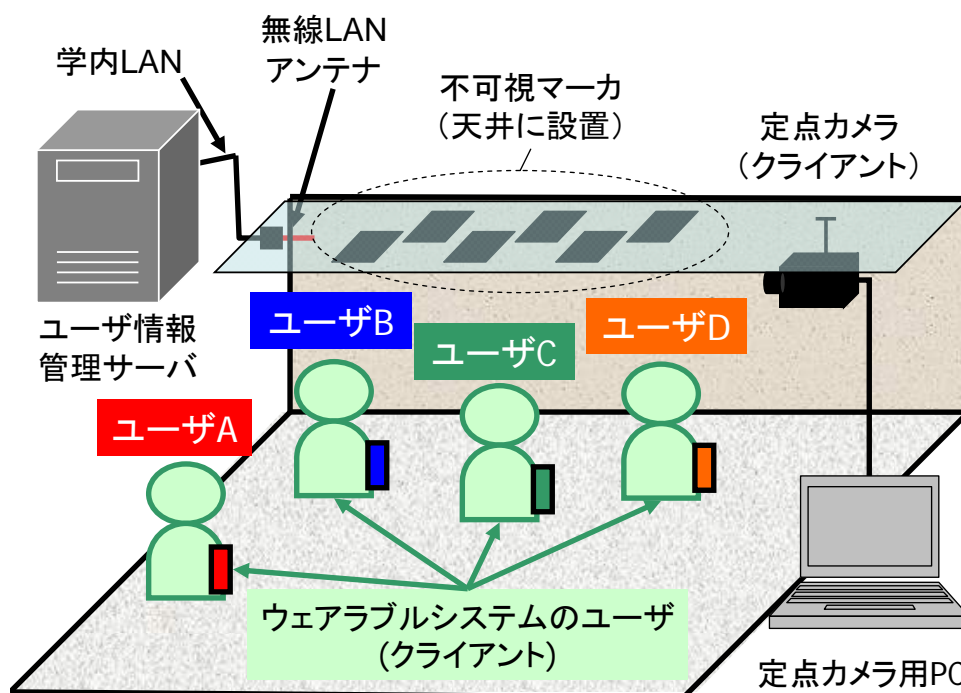 学内LAN
無線LAN
アンテナ
不可視マーカ
（天井に設置）
定点カメラ
（クライアント）
ユーザ情報
管理サーバ
ユーザB
ユーザC
ユーザD
ユーザA
ウェアラブルシステムのユーザ
(クライアント)
定点カメラ用PC